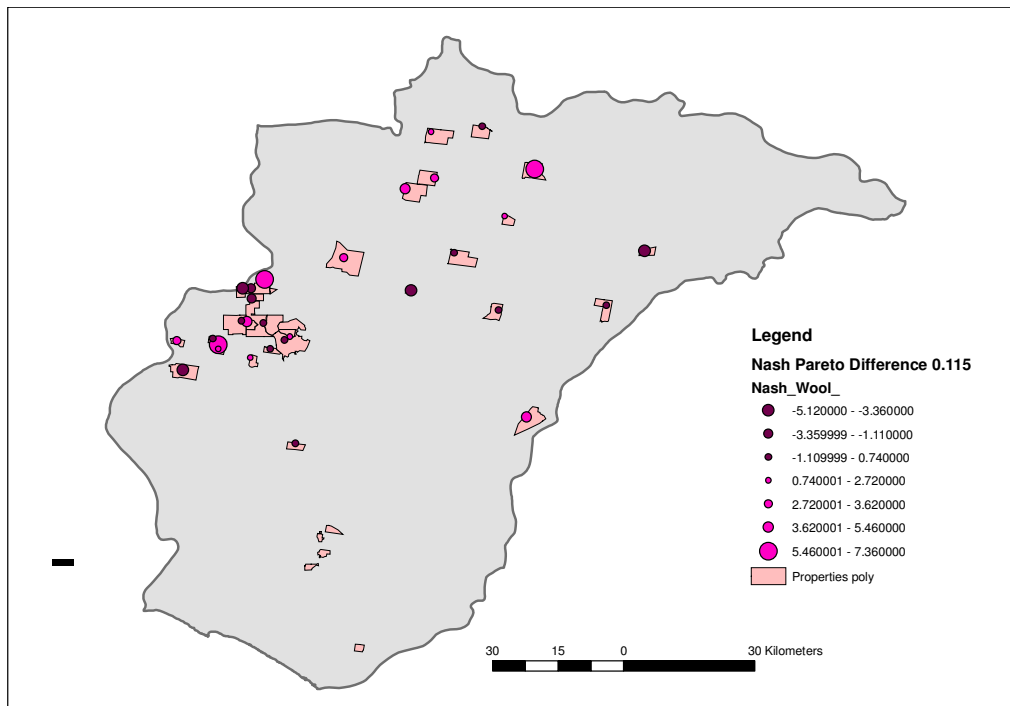 Legend
Nash Pareto Difference 0.115
Nash_Wool_
-5.120000 - -3.360000
-3.359999 - -1.110000
-1.109999 - 0.740000
0.740001 - 2.720000
2.720001 - 3.620000
3.620001 - 5.460000
5.460001 - 7.360000
Properties poly
30 15 0 30 Kilometers